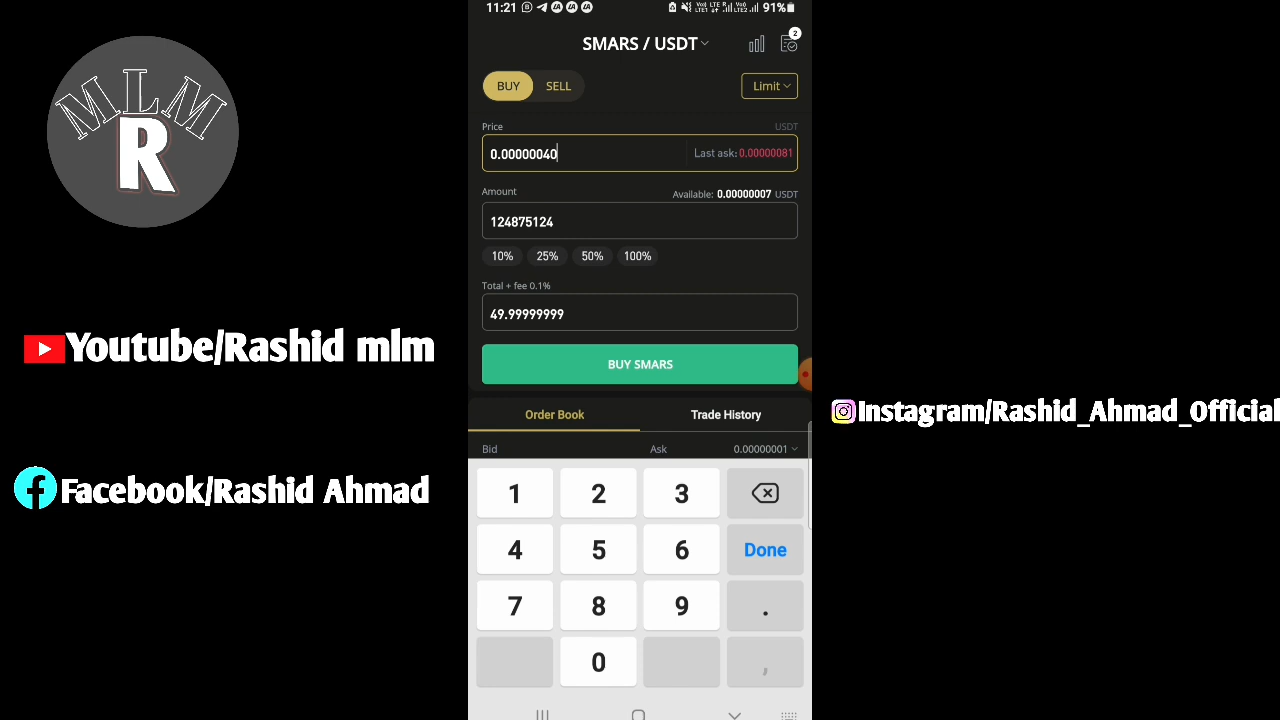 MLM
R
Youtube/Rashid mlm
Facebook/Rashid Ahmad
11:21
91%
SMARS / USDT
2
BUY SELL Limit
Price USDT
0.00000040 Last ask: 0.00000081
Amount Available: 0.00000007 USDT
124875124
10% 25% 50% 100%
Total + fee 0.1%
49.99999999
BUY SMARS
Order Book Trade History
Bid Ask 0.00000001
1 2 3
4 5 6 Done
7 8 9 .
0 ,
Instagram/Rashid_Ahmad_Official